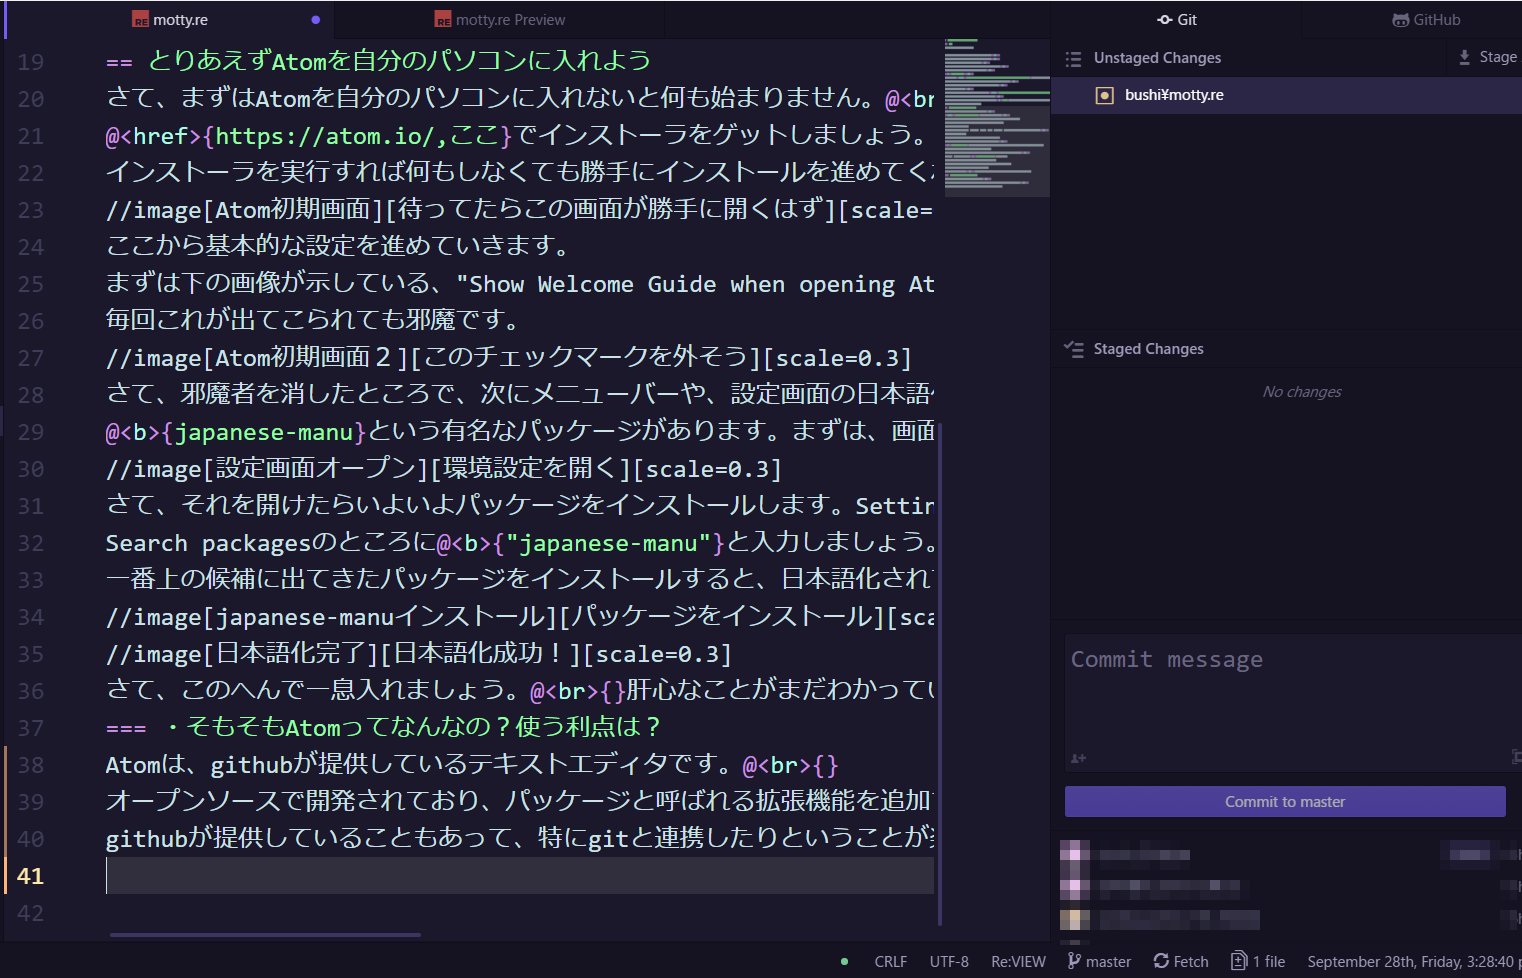 motty.re
motty.re Preview
Git
GitHub
19 == とりあえずAtomを自分のパソコンに入れよう
20 さて、まずはAtomを自分のパソコンに入れないと何も始まりません。@<br
21 @<href>{https://atom.io/,ここ}でインストーラをゲットしましょう。
22 インストーラを実行すれば何もしなくても勝手にインストールを進めてくれ
23 //image[Atom初期画面][待ってたらこの画面が勝手に開くはず][scale=
24 ここから基本的な設定を進めていきます。
25 まずは下の画像が示している、"Show Welcome Guide when opening At
26 毎回これが出てこられても邪魔です。
27 //image[Atom初期画面２][このチェックマークを外そう][scale=0.3]
28 さて、邪魔者を消したところで、次にメニューバーや、設定画面の日本語化
29 @<b>{japanese-manu}という有名なパッケージがあります。まずは、画面
30 //image[設定画面オープン][環境設定を開く][scale=0.3]
31 さて、それを開けたらいよいよパッケージをインストールします。Settin
32 Search packagesのところに@<b>{"japanese-manu"}と入力しましょう。
33 一番上の候補に出てきたパッケージをインストールすると、日本語化されて
34 //image[japanese-manuインストール][パッケージをインストール][sca
35 //image[日本語化完了][日本語化成功！][scale=0.3]
36 さて、このへんで一息入れましょう。@<br>{}肝心なことがまだわかってい
37 === ・そもそもAtomってなんなの？使う利点は？
38 Atomは、githubが提供しているテキストエディタです。@<br>{}
39 オープンソースで開発されており、パッケージと呼ばれる拡張機能を追加す
40 githubが提供していることもあって、特にgitと連携したりということが楽
41
42
Unstaged Changes
Stage
bushi¥motty.re
Staged Changes
No changes
Commit message
Commit to master
CRLF
UTF-8
Re:VIEW
master
Fetch
1 file
September 28th, Friday, 3:28:40 p